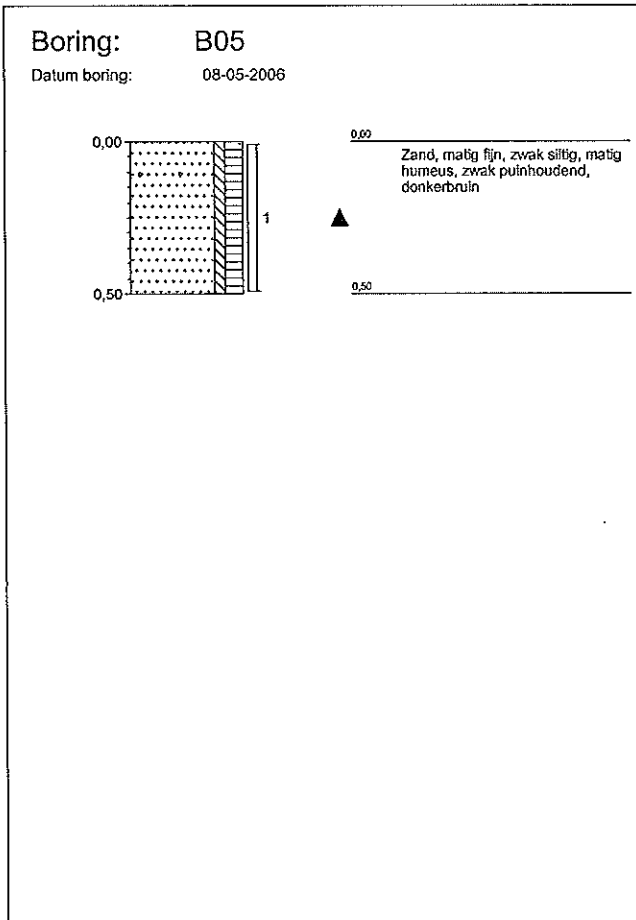 Boring: B05
Datum boring: 08-05-2006
0,00
0,50
1
0,00
Zand, matig fijn, zwak siltig, matig
humeus, zwak puinhoudend,
donkerbruin
0,50